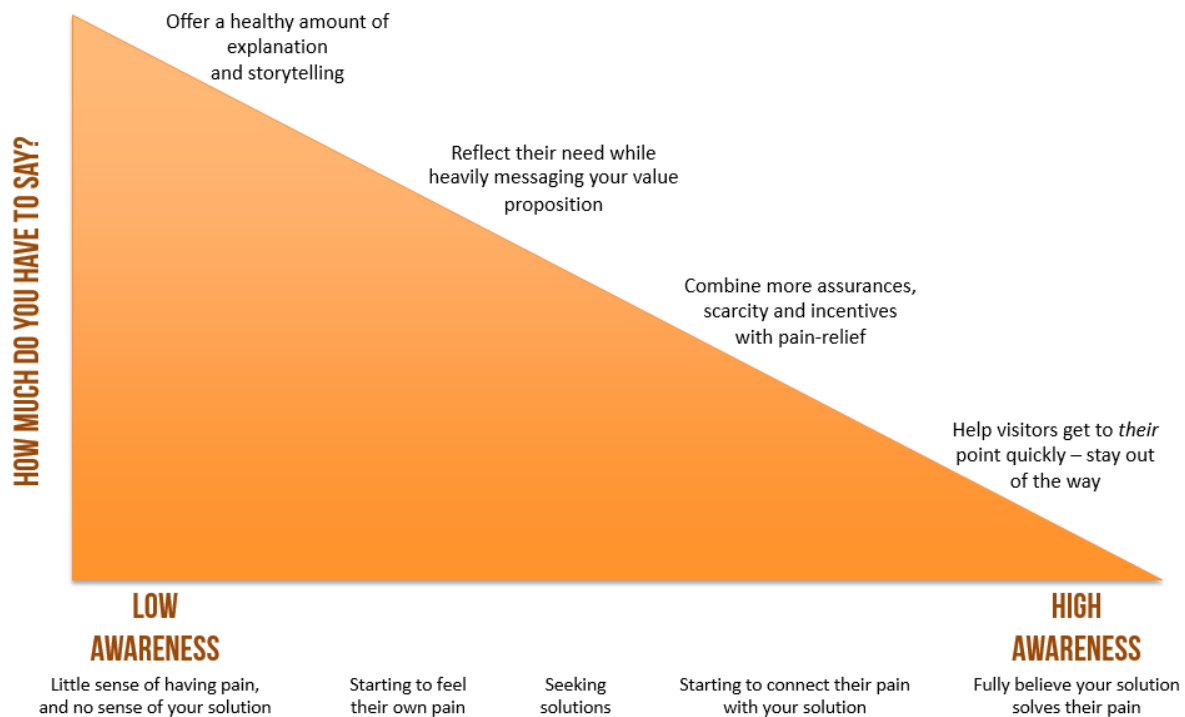 Offer a healthy amount of
explanation
and storytelling
HOW MUCH DO YOU HAVE TO SAY?
Reflect their need while
heavily messaging your value
proposition
Combine more assurances,
scarcity and incentives
with pain-relief
Help visitors get to their
point quickly – stay out
of the way
LOW
AWARENESS
HIGH
AWARENESS
Little sense of having pain,
and no sense of your solution
Starting to feel
their own pain
Seeking
solutions
Starting to connect their pain
with your solution
Fully believe your solution
solves their pain